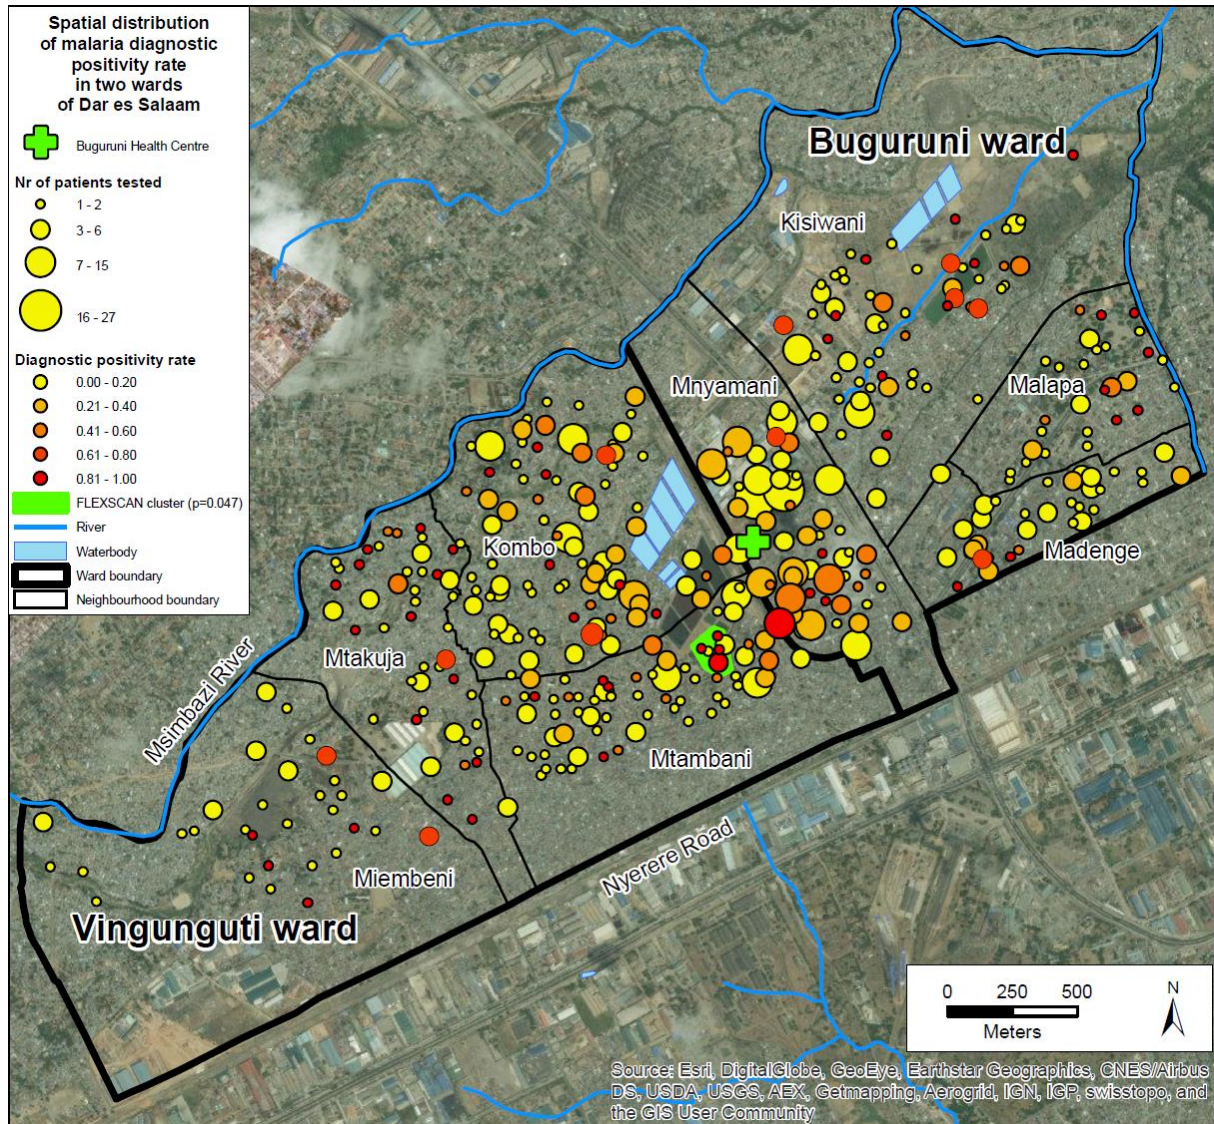 Spatial distribution
of malaria diagnostic
positivity rate
in two wards
of Dar es Salaam
Buguruni Health Centre
Nr of patients tested
1 - 2
3 - 6
7 - 15
16 - 27
Diagnostic positivity rate
0.00 - 0.20
0.21 - 0.40
0.41 - 0.60
0.61 - 0.80
0.81 - 1.00
FLEXSCAN cluster (p=0.047)
River
Waterbody
Ward boundary
Neighbourhood boundary
Buguruni ward
Kisiwani
Mnyamani
Malapa
Kombo
Madenge
Mtakuja
Msimbazi River
Mtambani
Nyerere Road
Miembeni
Vingunguti ward
0 250 500
Meters
N
Source: Esri, DigitalGlobe, GeoEye, Earthstar Geographics, CNES/Airbus
DS, USDA, USGS, AEX, Getmapping, Aerogrid, IGN, IGP, swisstopo, and
the GIS User Community